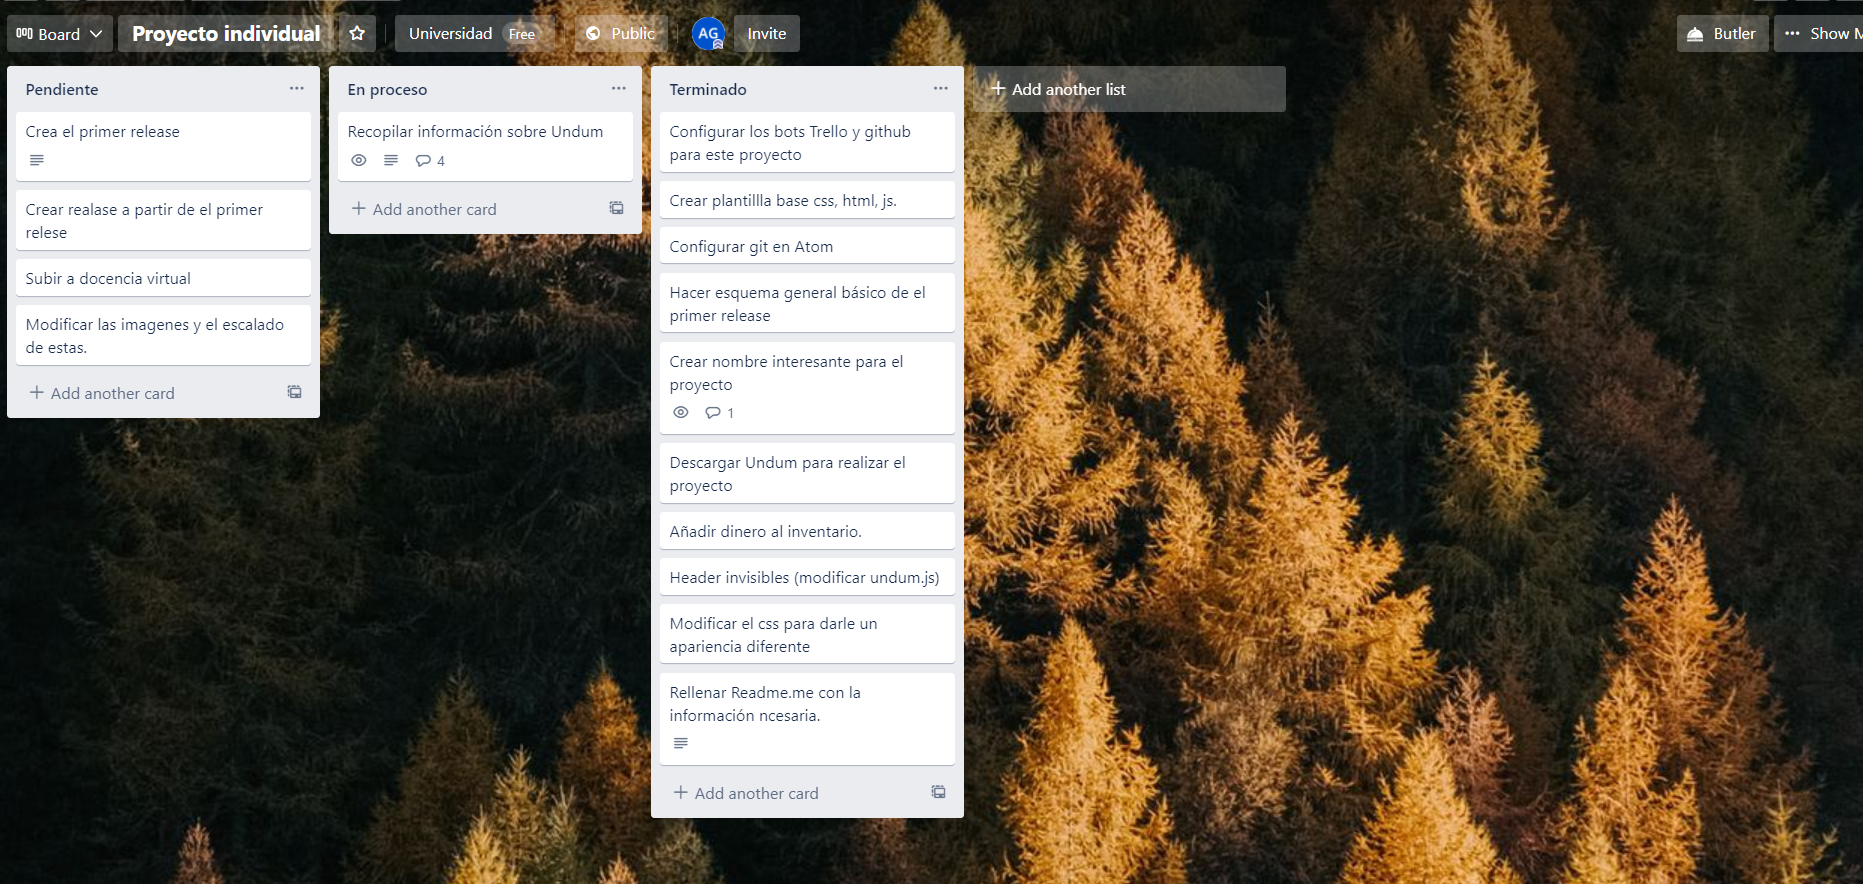 Board
Proyecto individual
Universidad Free
Public
AG
Invite
Butler
Show
Pendiente
Crea el primer release
Crear realase a partir de el primer
relese
Subir a docencia virtual
Modificar las imagenes y el escalado
de estas.
Add another card
En proceso
Recopilar información sobre Undum
4
Add another card
Terminado
Configurar los bots Trello y github
para este proyecto
Crear plantillla base css, html, js.
Configurar git en Atom
Hacer esquema general básico de el
primer release
Crear nombre interesante para el
proyecto
1
Descargar Undum para realizar el
proyecto
Añadir dinero al inventario.
Header invisibles (modificar undum.js)
Modificar el css para darle un
apariencia diferente
Rellenar Readme.me con la
información ncesaria.
Add another card
Add another list